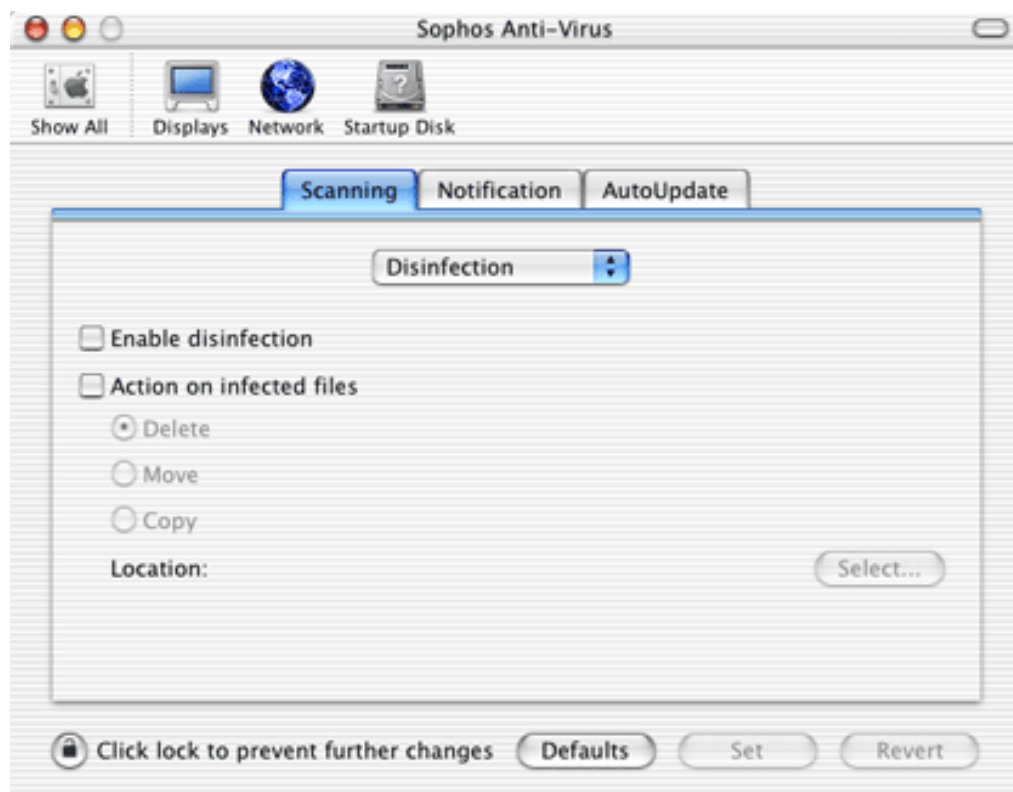 Sophos Anti-Virus
Show All Displays Network Startup Disk
Scanning Notification AutoUpdate
Disinfection
Enable disinfection
Action on infected files
Delete
Move
Copy
Location: Select...
Click lock to prevent further changes Defaults Set Revert